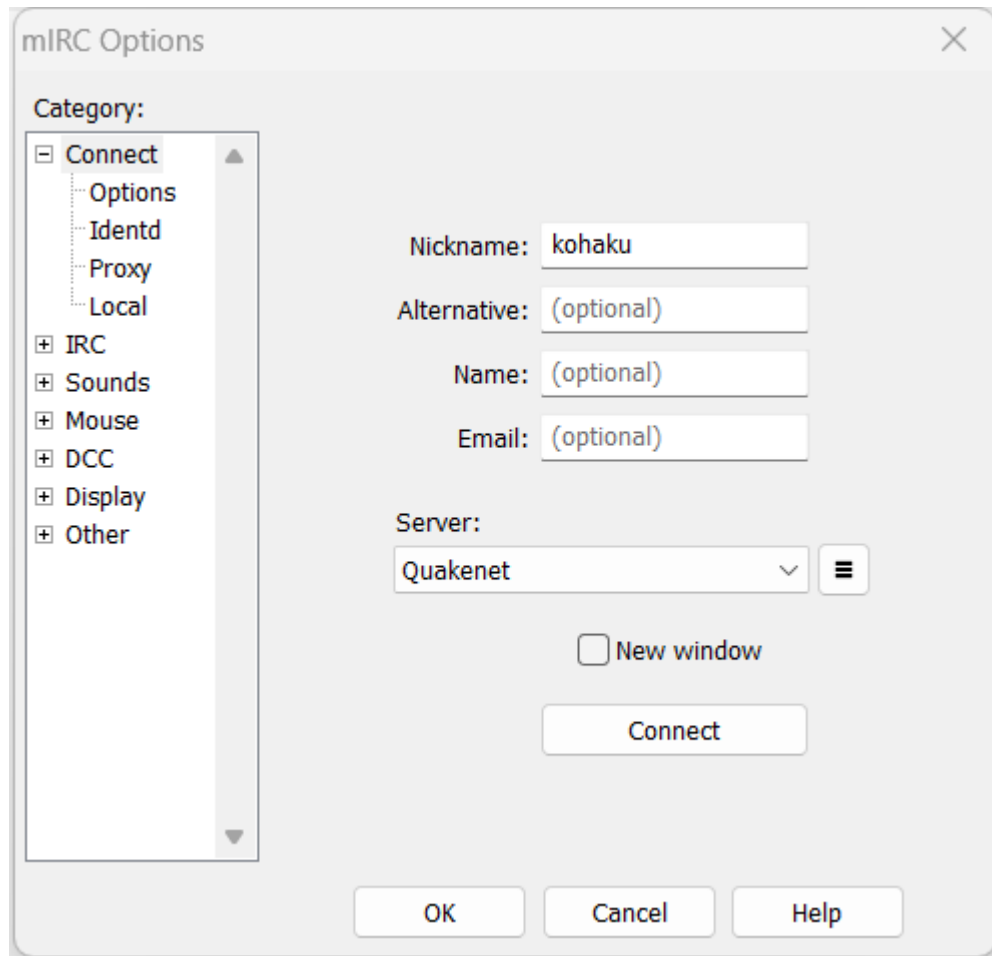 mIRC Options
Category:
Connect
Options
Identd
Proxy
Local
IRC
Sounds
Mouse
DCC
Display
Other
Nickname: kohaku
Alternative: (optional)
Name: (optional)
Email: (optional)
Server:
Quakenet
New window
Connect
OK Cancel Help